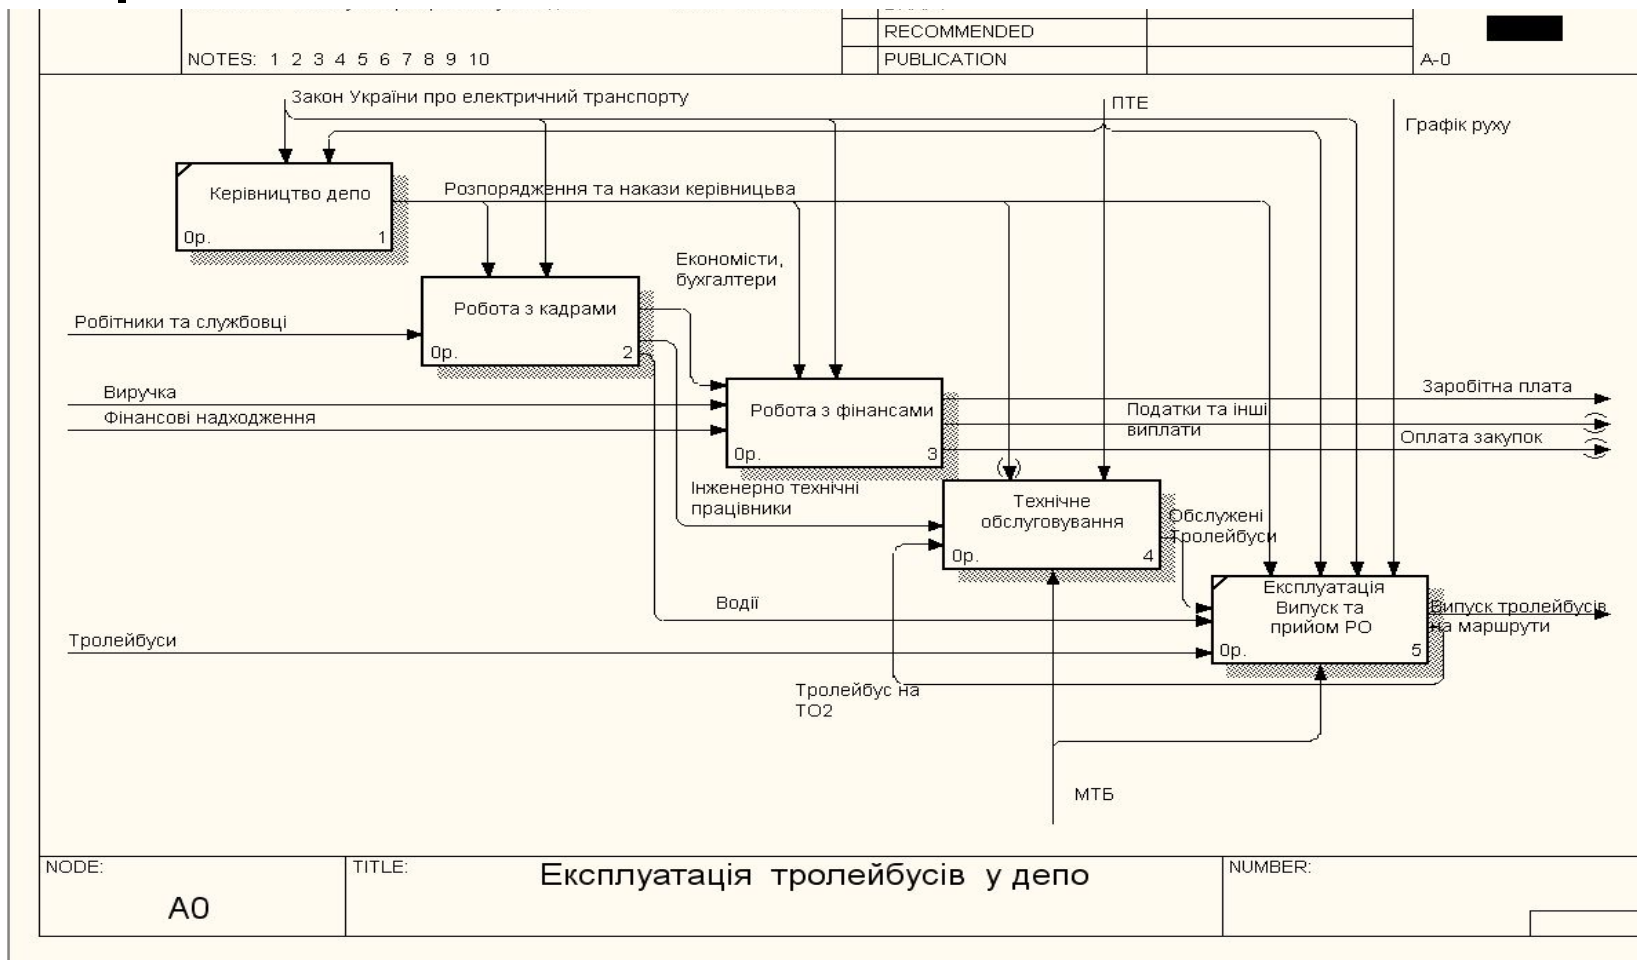 RECOMMENDED
NOTES: 1 2 3 4 5 6 7 8 9 10
PUBLICATION
A-0
Закон України про електричний транспорту
ПТЕ
Графік руху
Керівництво депо
0р.
1
Розпорядження та накази керівницьва
Економісти,
бухгалтери
Робота з кадрами
0р.
2
Робітники та службовці
Виручка
Фінансові надходження
Робота з фінансами
0р.
3
Заробітна плата
Податки та інші
виплати
Оплата закупок
Інженерно технічні
працівники
Технічне
обслуговування
0р.
4
Обслужені
Тролейбуси
Водії
Експлуатація
Випуск та
прийом РО
0р.
5
Випуск тролейбусів
на маршрути
Тролейбуси
Тролейбус на
ТО2
МТБ
NODE:
A0
TITLE:
Експлуатація тролейбусів у депо
NUMBER: